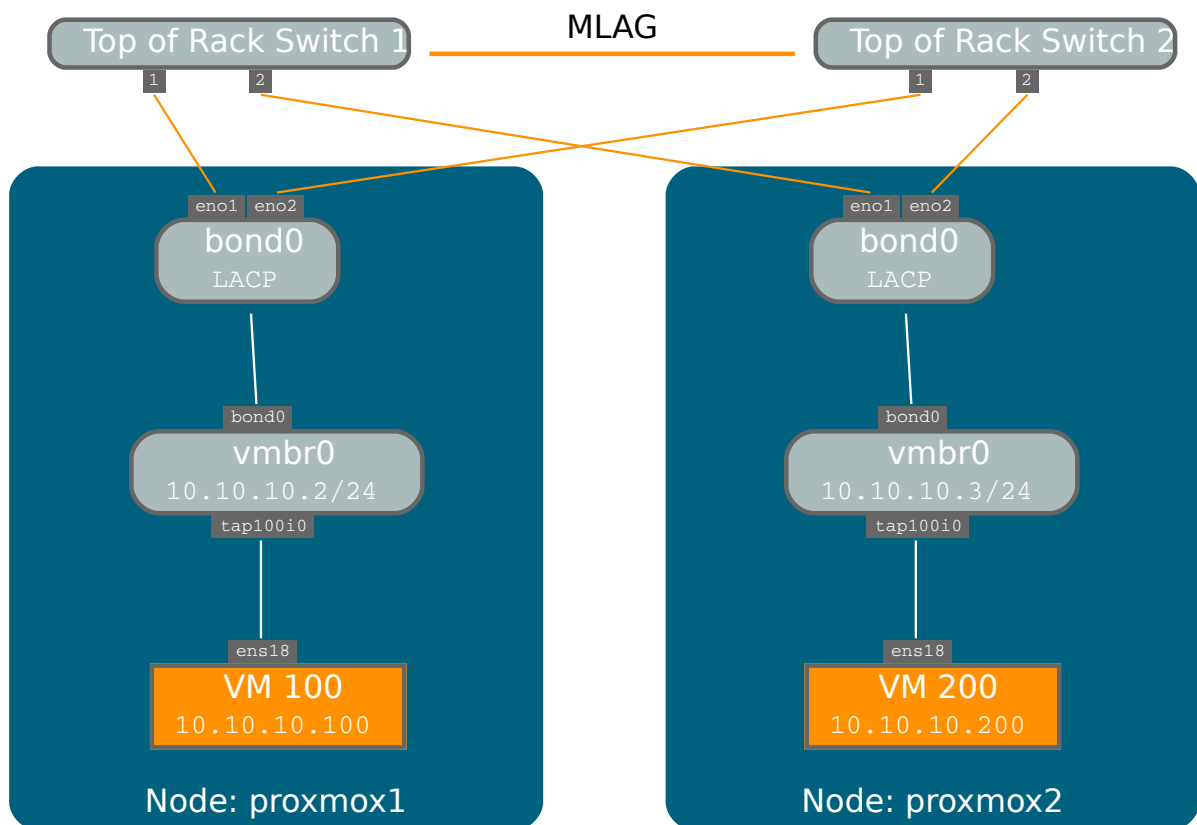 MLAG
Top of Rack Switch 1
Top of Rack Switch 2
1
2
1
2
eno1
eno2
bond0
LACP
bond0
vmbr0
10.10.10.2/24
tap100i0
ens18
VM 100
10.10.10.100
Node: proxmox1
eno1
eno2
bond0
LACP
bond0
vmbr0
10.10.10.3/24
tap100i0
ens18
VM 200
10.10.10.200
Node: proxmox2